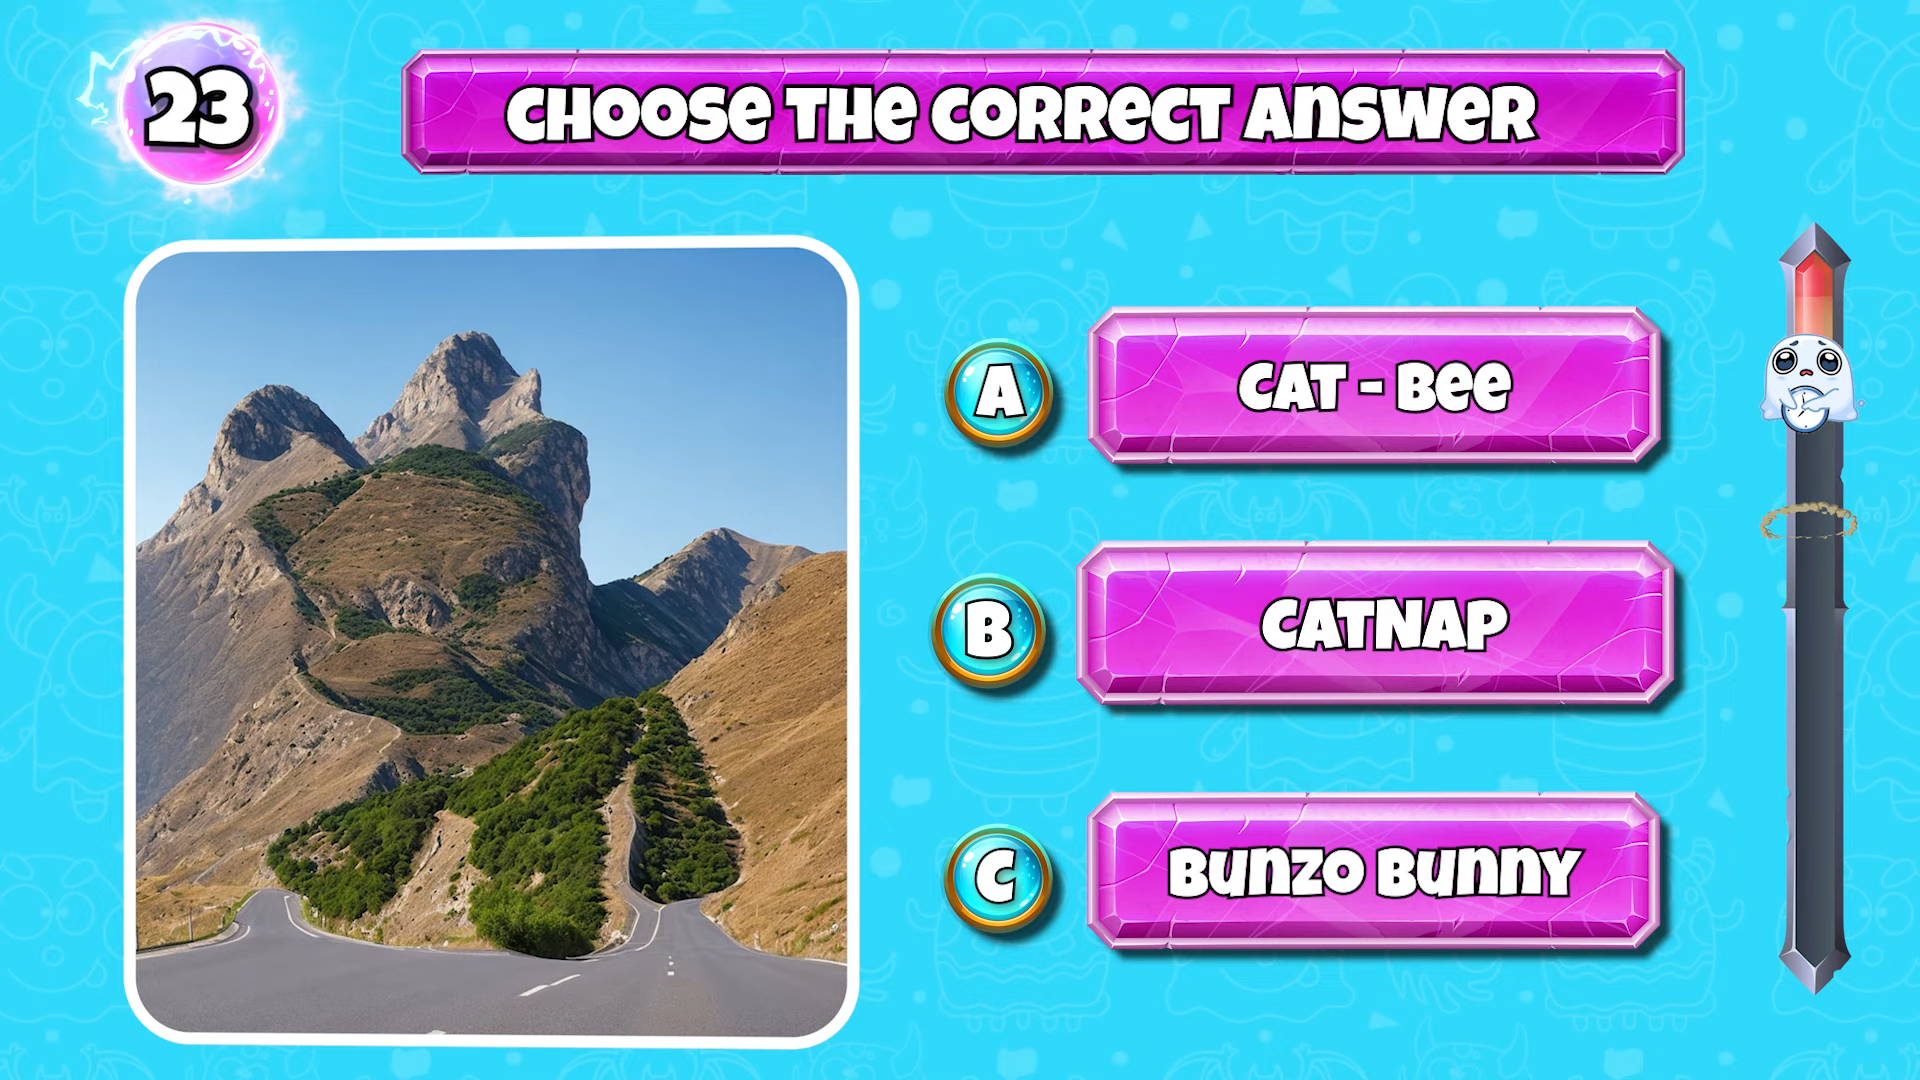 23
CHOOSE THE CORRECT ANSWER
A
CAT - BEE
B
CATNAP
C
BUNZO BUNNY